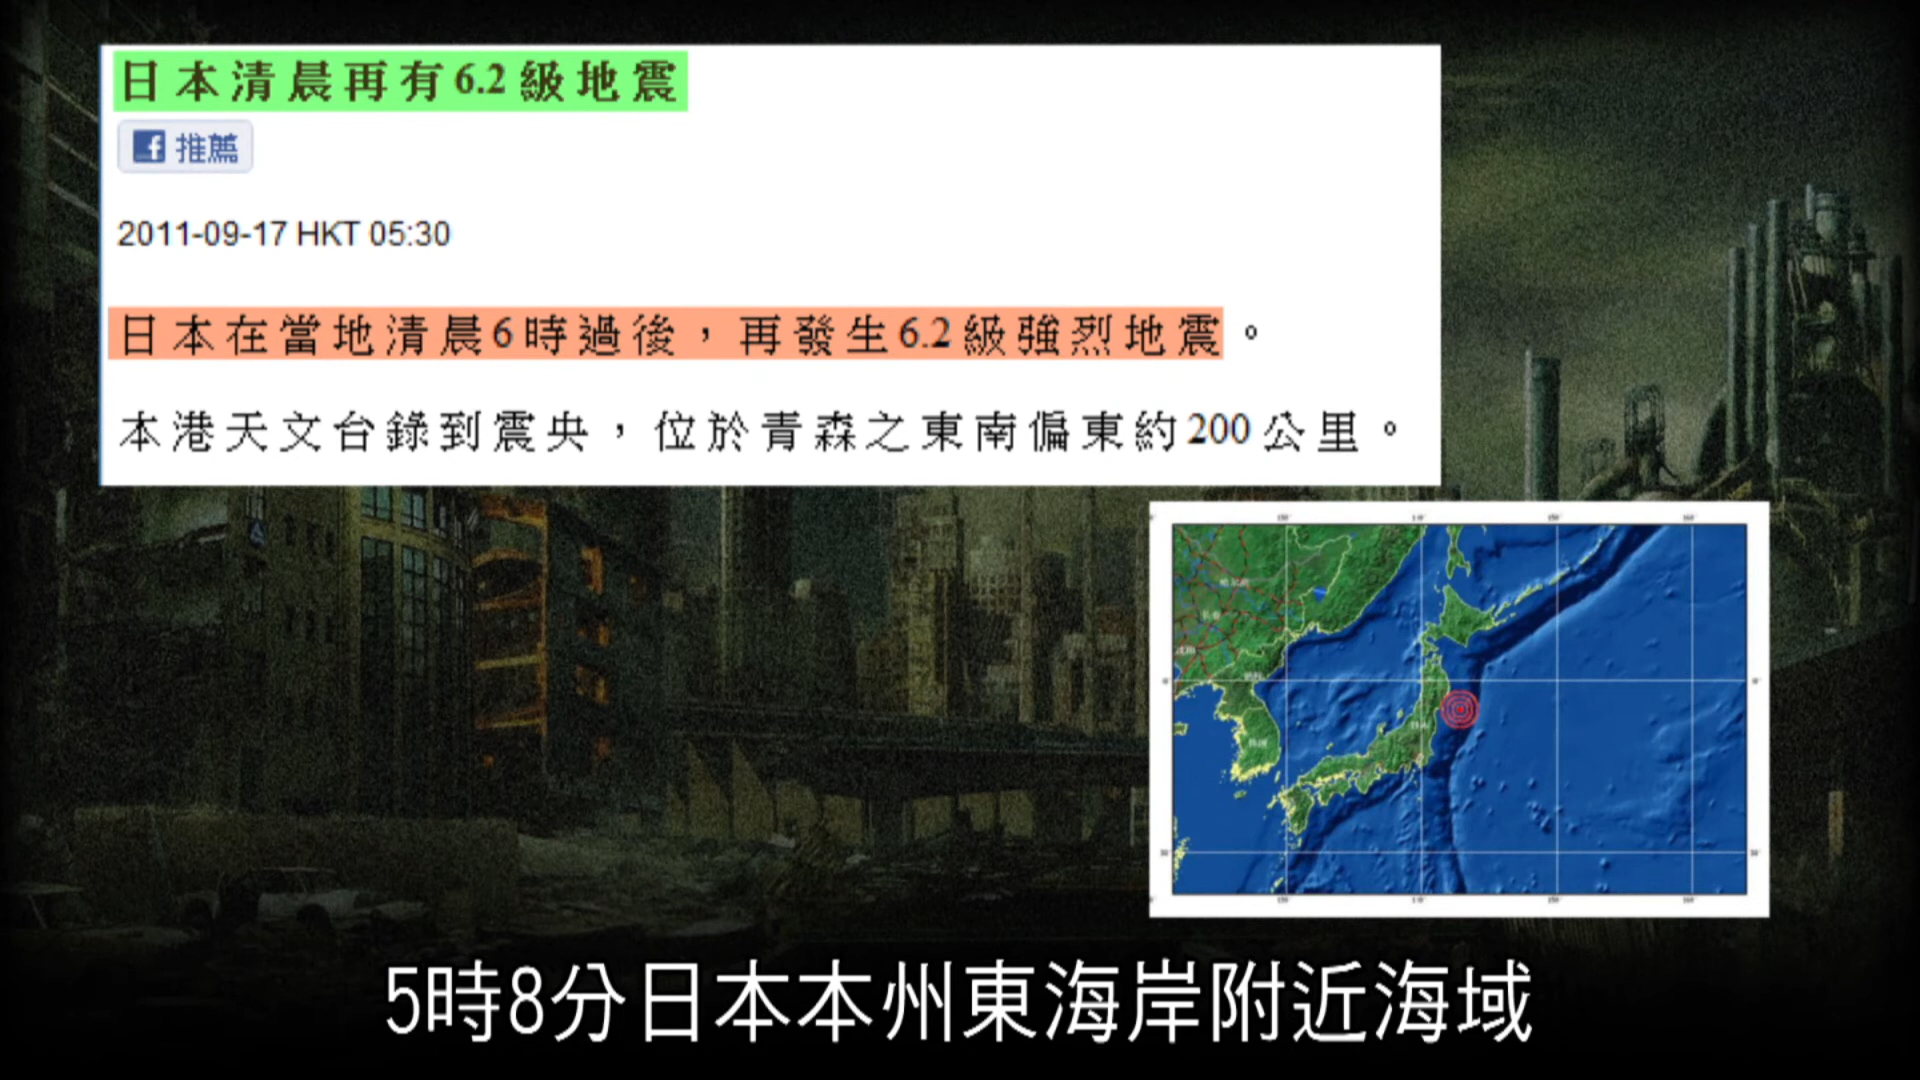 日本清晨再有6.2級地震
推薦
2011-09-17 HKT 05:30
日本在當地清晨6時過後，再發生6.2級強烈地震。
本港天文台錄到震央，位於青森之東南偏東約200公里。
5時8分日本本州東海岸附近海域